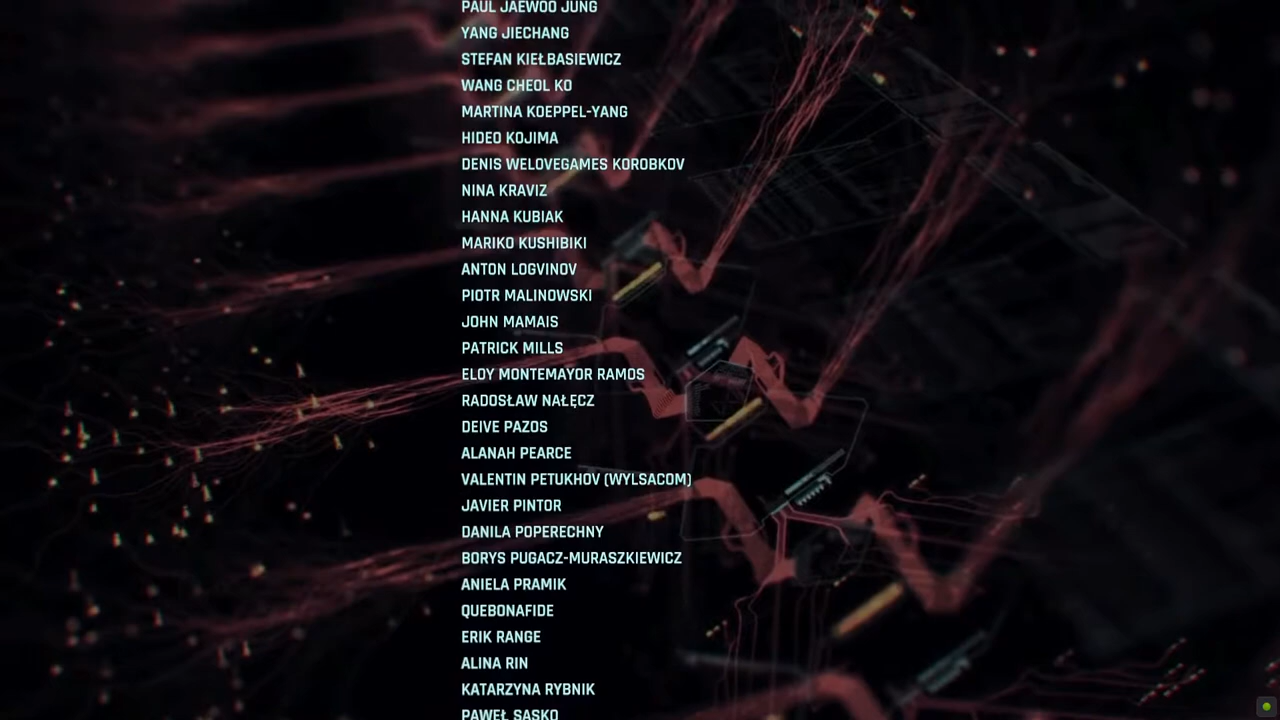 PAUL JAEWOO JUNG
YANG JIECHANG
STEFAN KIEŁBASIEWICZ
WANG CHEOL KO
MARTINA KOEPPEL-YANG
HIDEO KOJIMA
DENIS WELOVEGAMES KOROBKOV
NINA KRAVIZ
HANNA KUBIAK
MARIKO KUSHIBIKI
ANTON LOGVINOV
PIOTR MALINOWSKI
JOHN MAMAIS
PATRICK MILLS
ELOY MONTEMAYOR RAMOS
RADOSŁAW NAŁĘCZ
DEIVE PAZOS
ALANAH PEARCE
VALENTIN PETUKHOV (WYLSACOM)
JAVIER PINTOR
DANILA POPERECHNY
BORYS PUGACZ-MURASZKIEWICZ
ANIELA PRAMIK
QUEBONAFIDE
ERIK RANGE
ALINA RIN
KATARZYNA RYBNIK
PAWEŁ SASKO